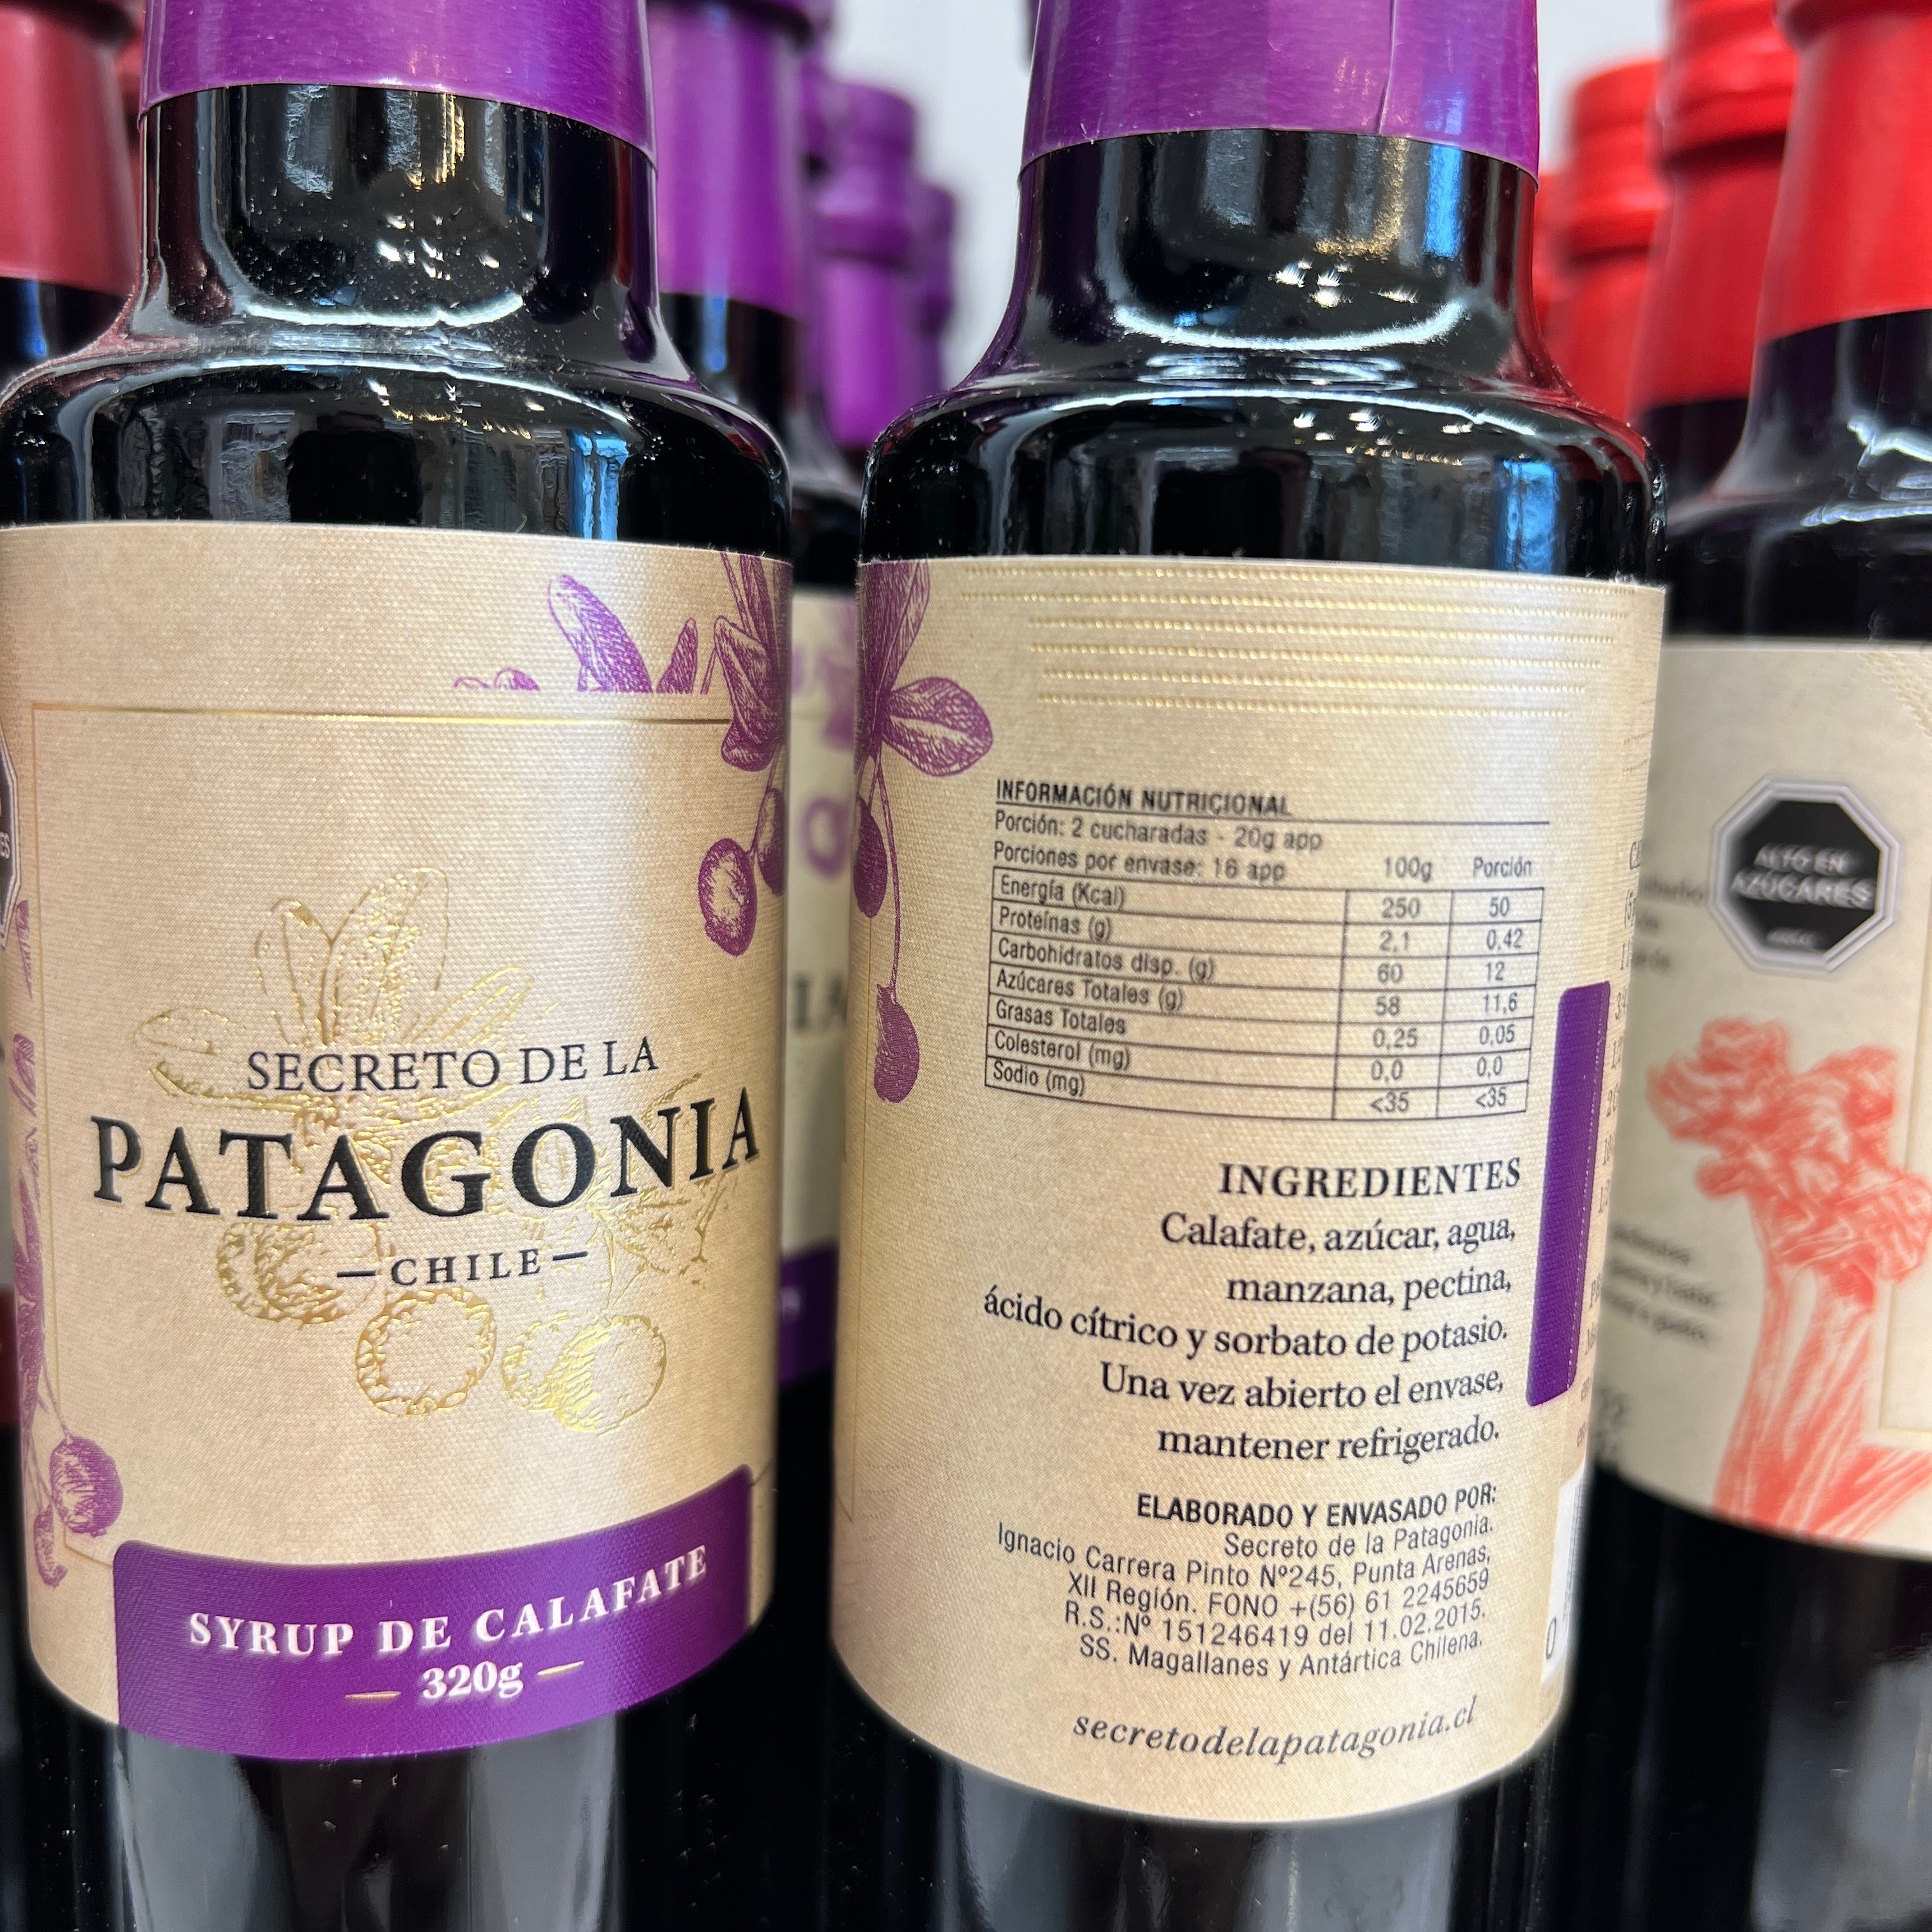 SECRETO DE LA
PATAGONIA
CHILE
SYRUP DE CALAFATE
320g
INFORMACIÓN NUTRICIONAL
Porción: 2 cucharadas - 20g app
Porciones por envase: 16 app 100g Porción
Energía (Kcal) 250 50
Proteínas (g) 2,1 0,42
Carbohidratos disp. (g) 60 12
Azúcares Totales (g) 58 11,6
Grasas Totales 0,25 0,05
Colesterol (mg) 0,0 0,0
Sodio (mg) <35 <35
INGREDIENTES
Calafate, azúcar, agua,
manzana, pectina,
ácido cítrico y sorbato de potasio.
Una vez abierto el envase,
mantener refrigerado.
ELABORADO Y ENVASADO POR:
Secreto de la Patagonia.
Ignacio Carrera Pinto Nº245, Punta Arenas,
XII Región. FONO +(56) 61 2245659
R.S.:Nº 151246419 del 11.02.2015.
SS. Magallanes y Antártica Chilena.
secretodelapatagonia.cl
ALTO EN
AZÚCARES